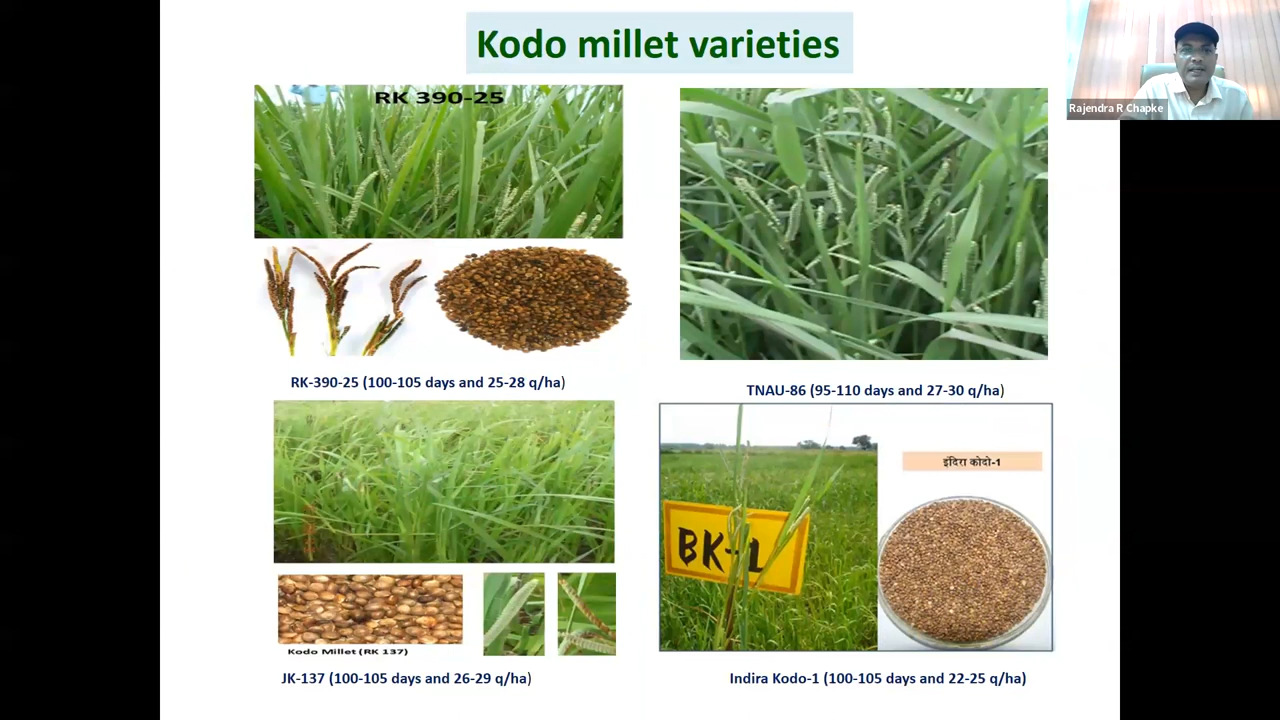 Kodo millet varieties
Rajendra R Chapke
RK 390-25
RK-390-25 (100-105 days and 25-28 q/ha)
TNAU-86 (95-110 days and 27-30 q/ha)
इंदिरा कोदो-1
BK-1
Kodo Millet (RK 137)
JK-137 (100-105 days and 26-29 q/ha)
Indira Kodo-1 (100-105 days and 22-25 q/ha)